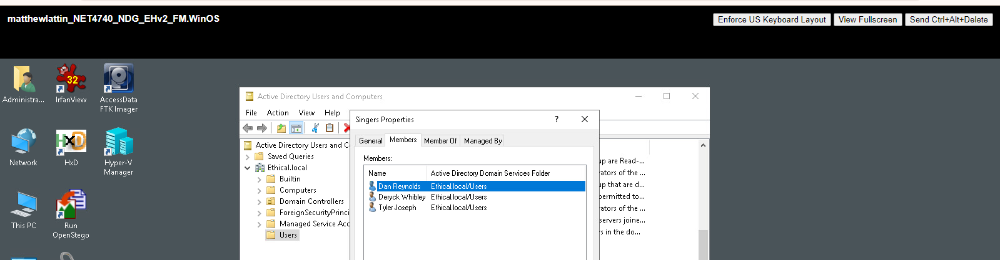 matthewlattin_NET4740_NDG_EHv2_FM.WinOS
Enforce US Keyboard Layout
View Fullscreen
Send Ctrl+Alt+Delete
Administra...
IrfanView
AccessData
FTK Imager
32
Network
HxD
HxD
Hyper-V
Manager
This PC
Run
OpenStego
Active Directory Users and Computers
File Action View Help
Active Directory Users and C
Saved Queries
Ethical.local
Builtin
Computers
Domain Controllers
ForeignSecurityPrinci
Managed Service Acc
Users
Singers Properties
?
General Members Member Of Managed By
Members:
Name Active Directory Domain Services Folder
Dan Reynolds Ethical.local/Users
Deryck Whibley Ethical.local/Users
Tyler Joseph Ethical.local/Users
up are Read-...
rators of the ...
up that are d...
permitted to...
rators of the ...
servers joine...
rs in the do...